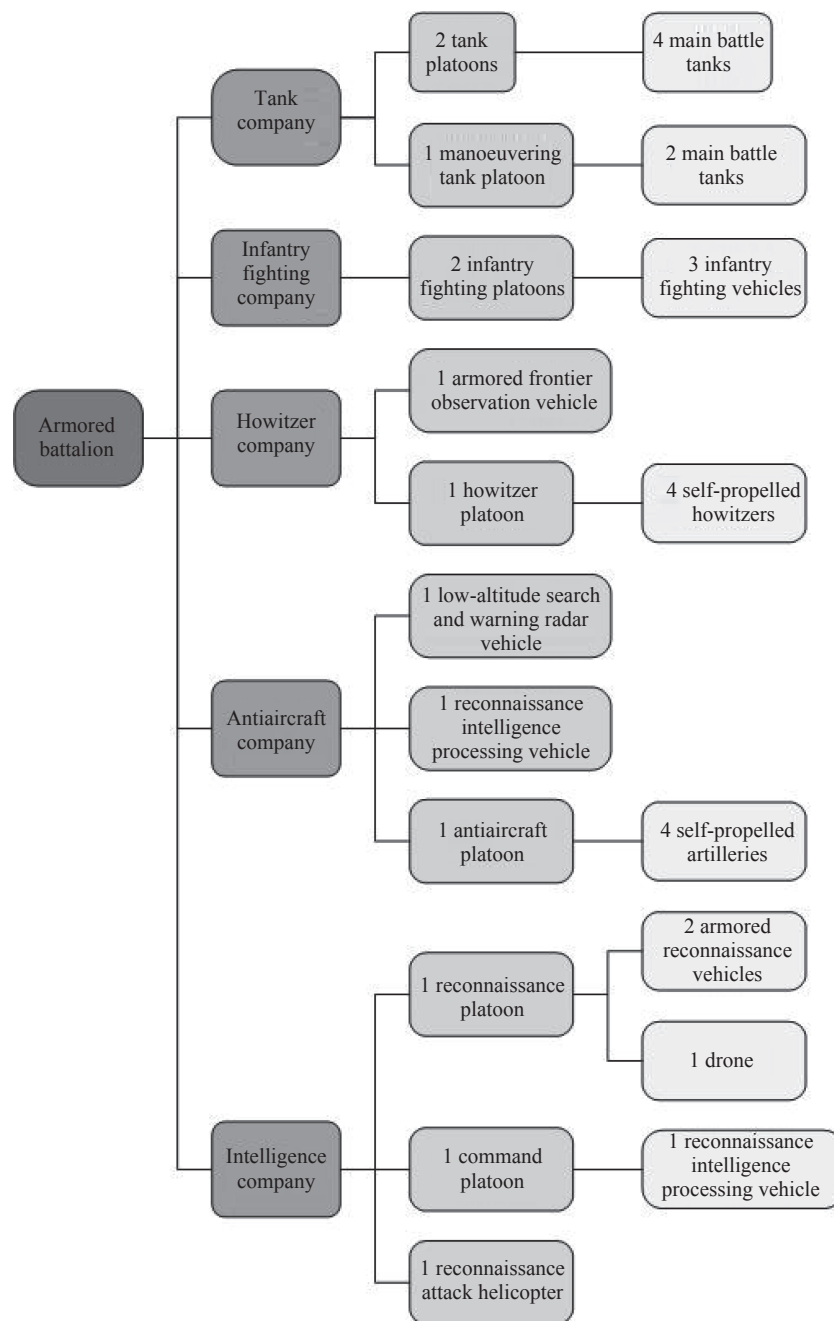 2 tank
platoons
4 main battle
tanks
Tank
company
1 manoeuvering
tank platoon
2 main battle
tanks
Infantry
fighting
company
2 infantry
fighting platoons
3 infantry
fighting vehicles
1 armored frontier
observation vehicle
Armored
battalion
Howitzer
company
1 howitzer
platoon
4 self-propelled
howitzers
1 low-altitude search
and warning radar
vehicle
Antiaircraft
company
1 reconnaissance
intelligence
processing vehicle
1 antiaircraft
platoon
4 self-propelled
artilleries
2 armored
reconnaissance
vehicles
1 reconnaissance
platoon
1 drone
Intelligence
company
1 command
platoon
1 reconnaissance
intelligence
processing vehicle
1 reconnaissance
attack helicopter